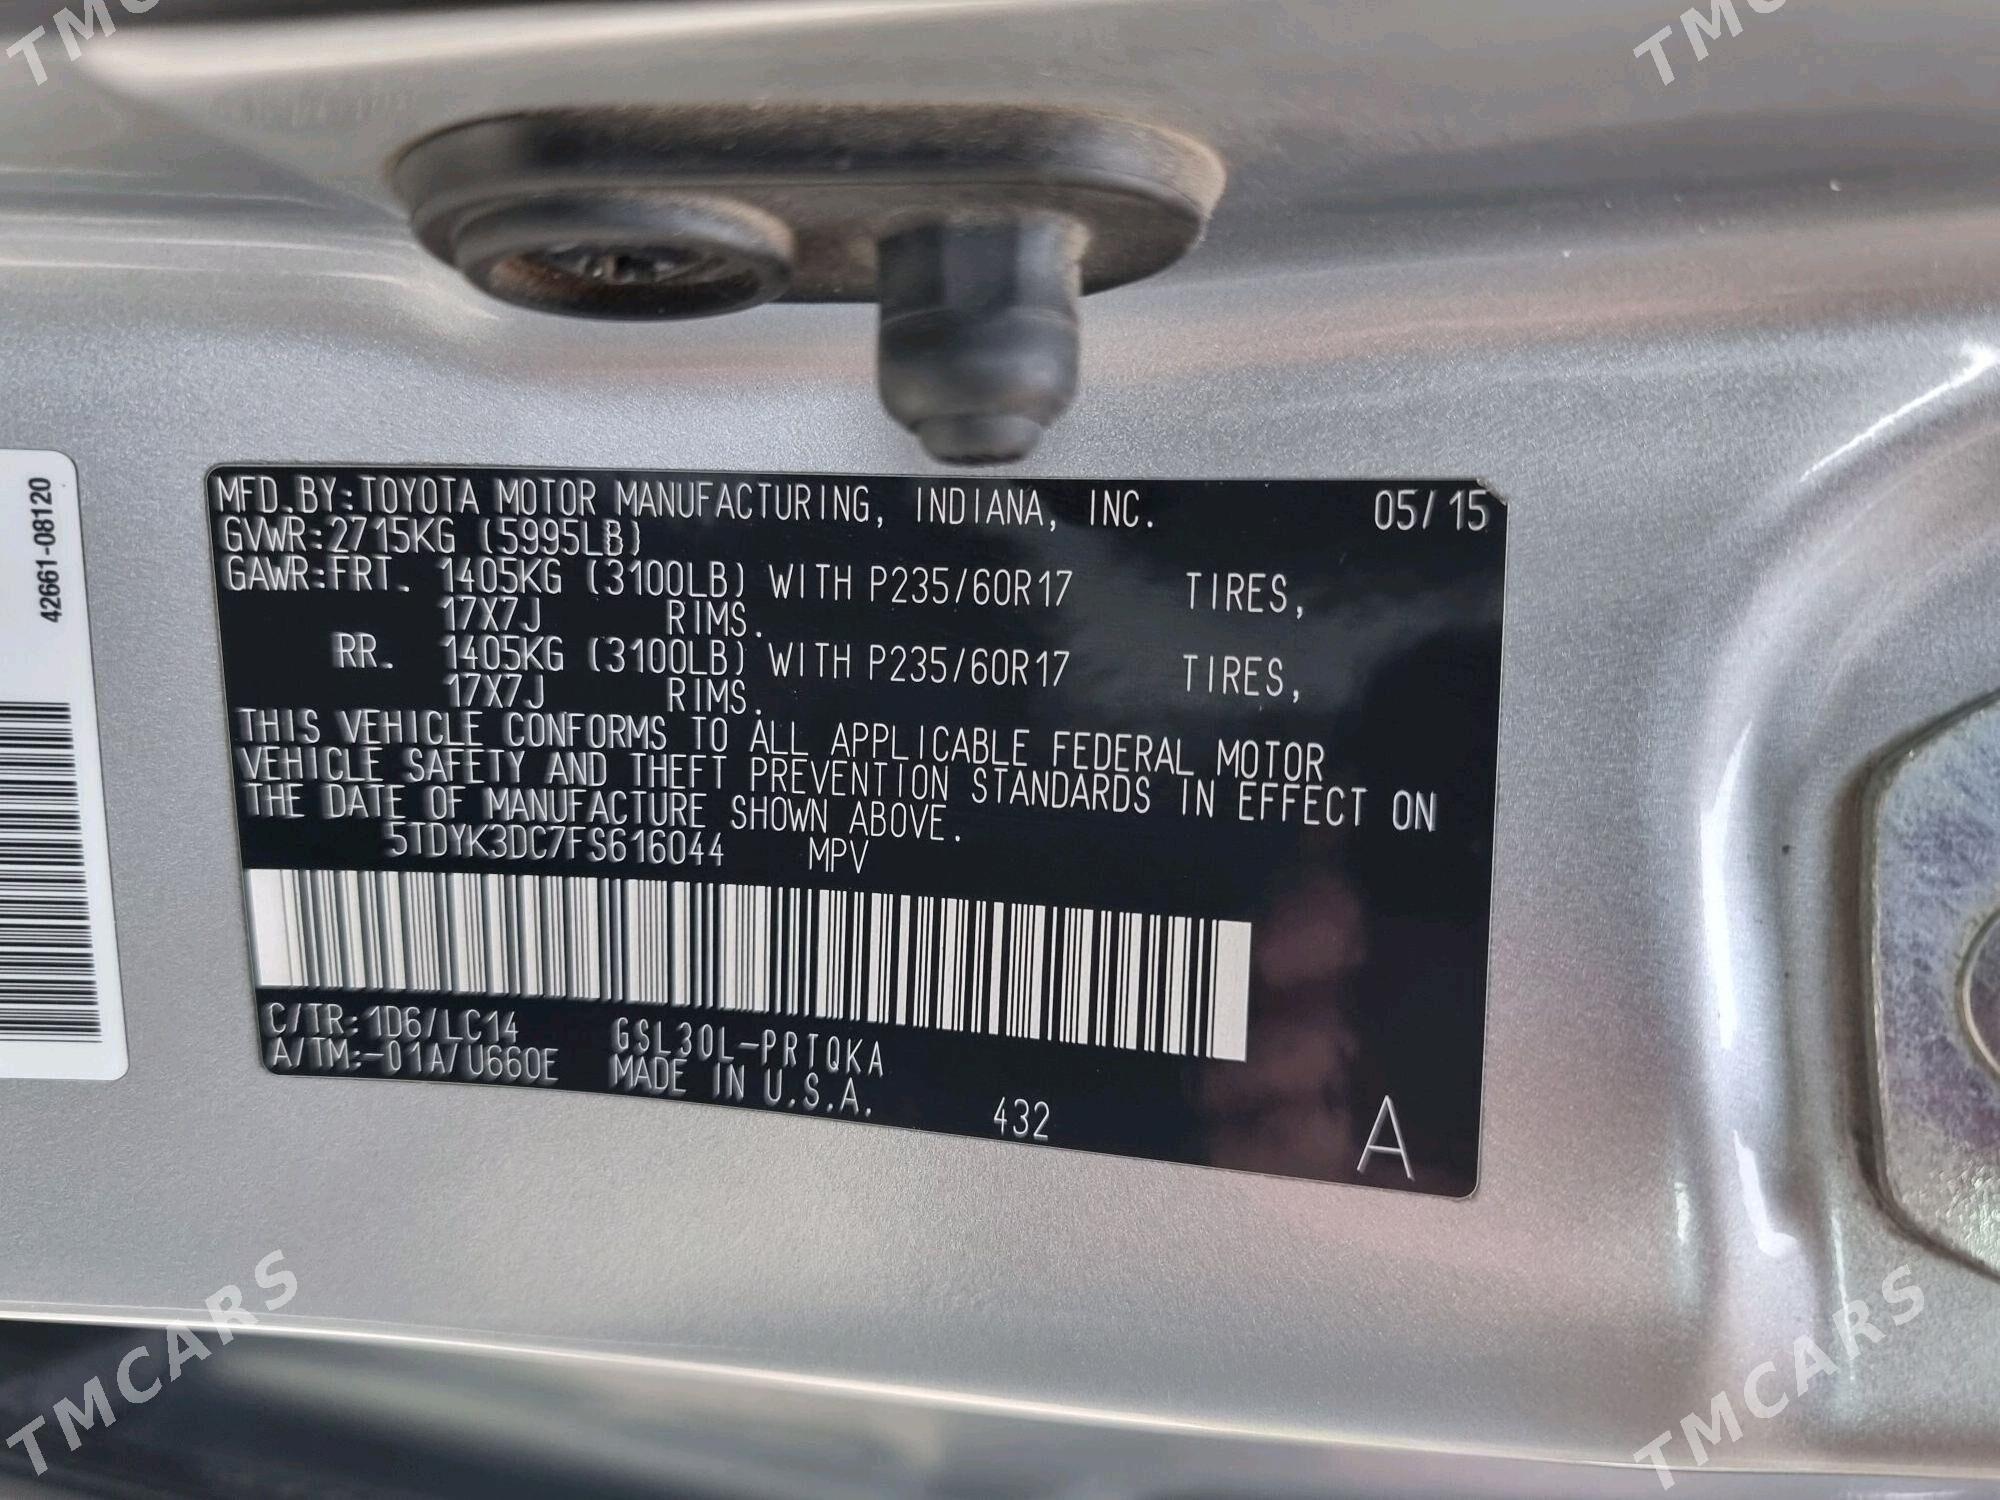 TMCARS
TMCARS
42661-08120
MFD.BY:TOYOTA MOTOR MANUFACTURING, INDIANA, INC. 05/15
GVWR:2715KG (5995LB)
GAWR:FRT. 1405KG (3100LB) WITH P235/60R17 TIRES,
17X7J RIMS.
RR. 1405KG (3100LB) WITH P235/60R17 TIRES,
17X7J RIMS.
THIS VEHICLE CONFORMS TO ALL APPLICABLE FEDERAL MOTOR
VEHICLE SAFETY AND THEFT PREVENTION STANDARDS IN EFFECT ON
THE DATE OF MANUFACTURE SHOWN ABOVE.
5TDYK3DC7FS616044 MPV
C/TR:1D6/LC14 GSL30L-PRTQKA
A/TM:-01A/U660E MADE IN U.S.A.
432 A
TMCARS
TMCARS